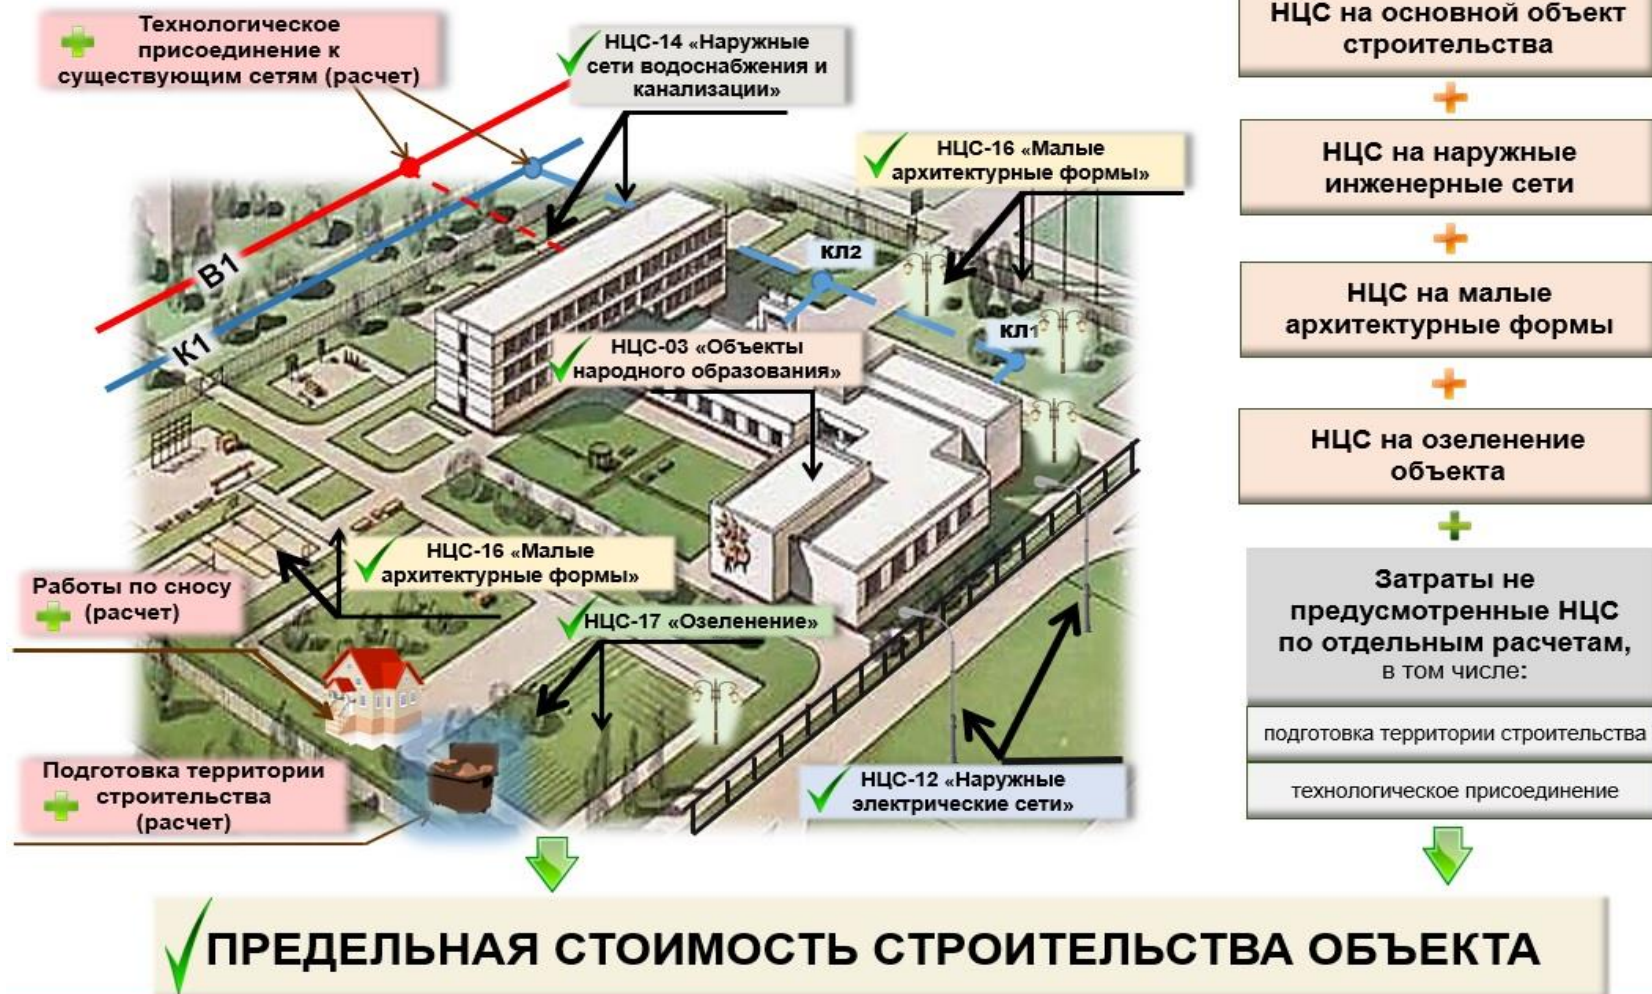 Технологическое
присоединение к
существующим сетям (расчет)
НЦС-14 «Наружные
сети водоснабжения и
канализации»
НЦС-16 «Малые
архитектурные формы»
В1
К1
КЛ2
КЛ1
НЦС-03 «Объекты
народного образования»
НЦС-16 «Малые
архитектурные формы»
Работы по сносу
(расчет)
НЦС-17 «Озеленение»
Подготовка территории
строительства
(расчет)
НЦС-12 «Наружные
электрические сети»
НЦС на основной объект
строительства
НЦС на наружные
инженерные сети
НЦС на малые
архитектурные формы
НЦС на озеленение
объекта
Затраты не
предусмотренные НЦС
по отдельным расчетам,
в том числе:
подготовка территории строительства
технологическое присоединение
ПРЕДЕЛЬНАЯ СТОИМОСТЬ СТРОИТЕЛЬСТВА ОБЪЕКТА